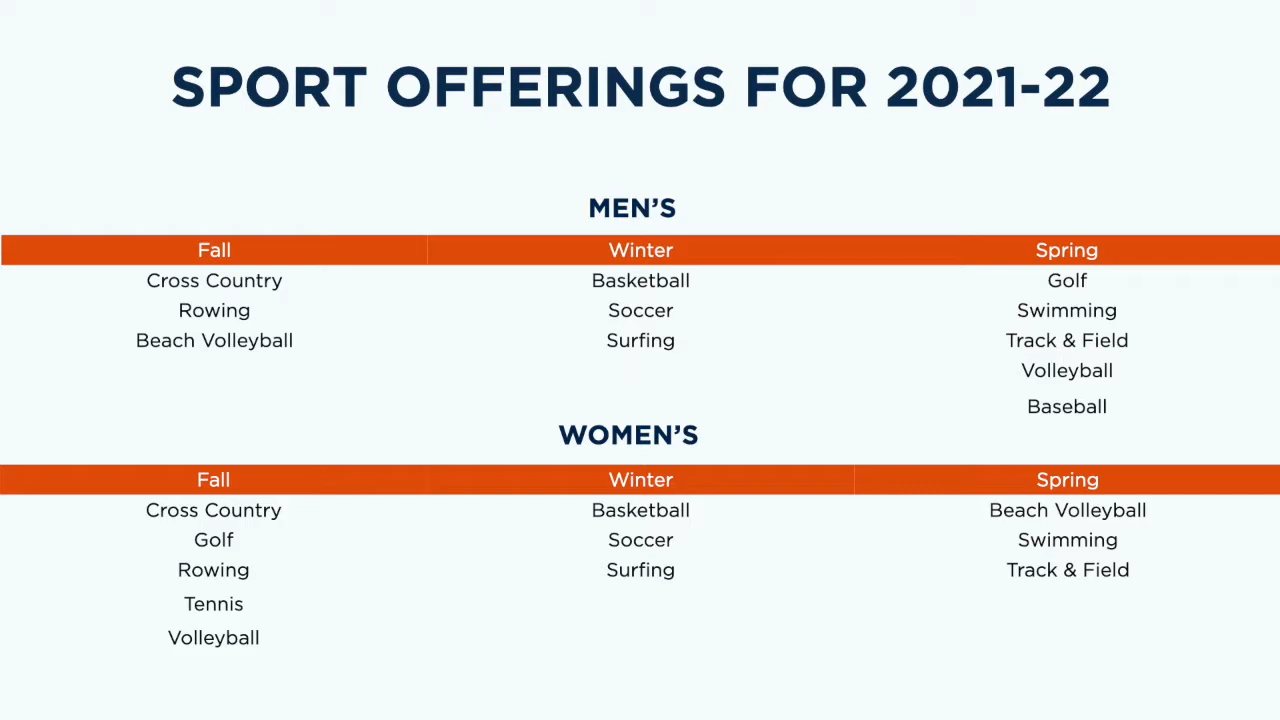 SPORT OFFERINGS FOR 2021-22
MEN’S
Fall Winter Spring
Cross Country Basketball Golf
Rowing Soccer Swimming
Beach Volleyball Surfing Track & Field
Volleyball
Baseball
WOMEN’S
Fall Winter Spring
Cross Country Basketball Beach Volleyball
Golf Soccer Swimming
Rowing Surfing Track & Field
Tennis
Volleyball